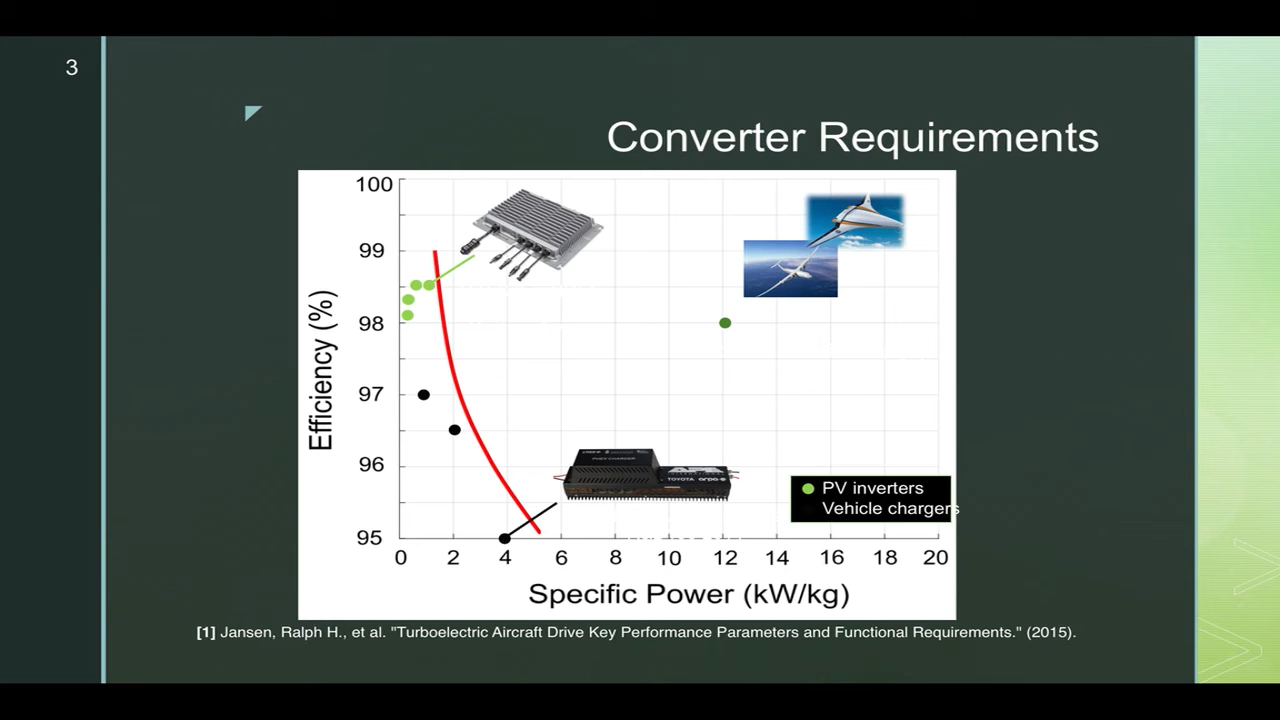 3
Converter Requirements
100
99
98
97
96
95
Efficiency (%)
0 2 4 6 8 10 12 14 16 18 20
Specific Power (kW/kg)
TOYOTA arpa-e
PV inverters
Vehicle chargers
[1] Jansen, Ralph H., et al. "Turboelectric Aircraft Drive Key Performance Parameters and Functional Requirements." (2015).